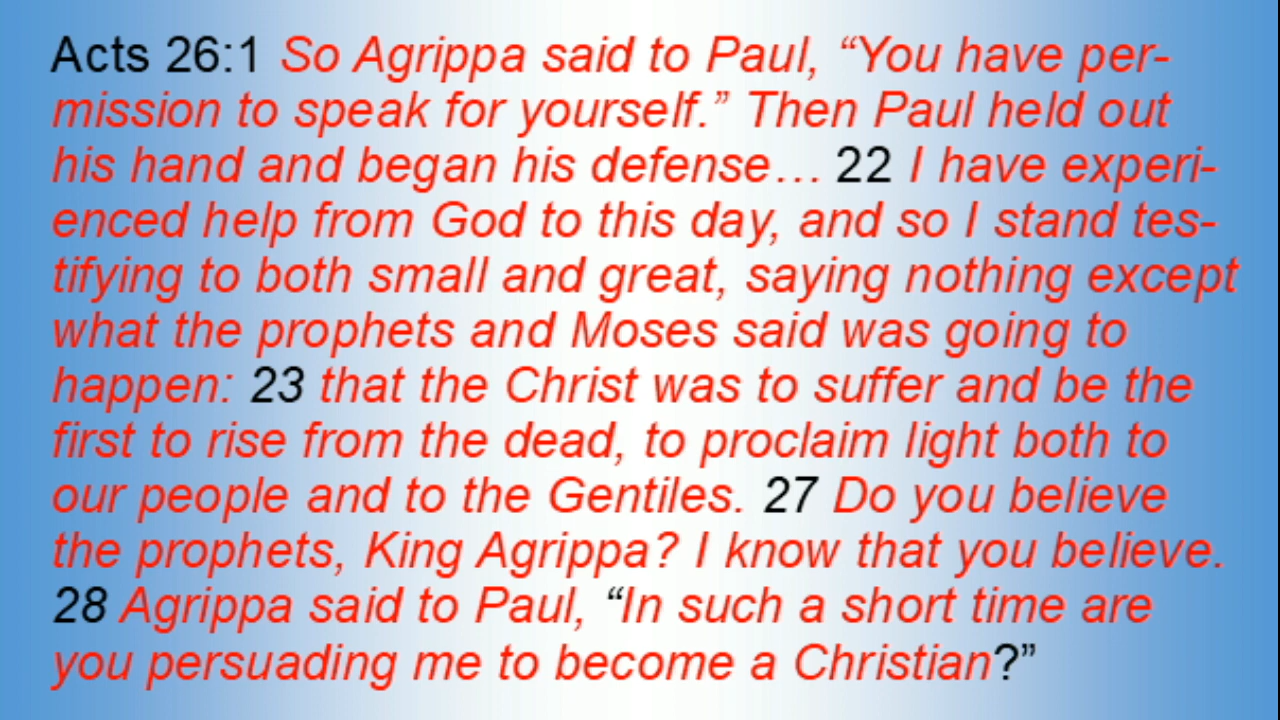 Acts 26:1 So Agrippa said to Paul, “You have per-
mission to speak for yourself.” Then Paul held out
his hand and began his defense… 22 I have experi-
enced help from God to this day, and so I stand tes-
tifying to both small and great, saying nothing except
what the prophets and Moses said was going to
happen: 23 that the Christ was to suffer and be the
first to rise from the dead, to proclaim light both to
our people and to the Gentiles. 27 Do you believe
the prophets, King Agrippa? I know that you believe.
28 Agrippa said to Paul, “In such a short time are
you persuading me to become a Christian?”